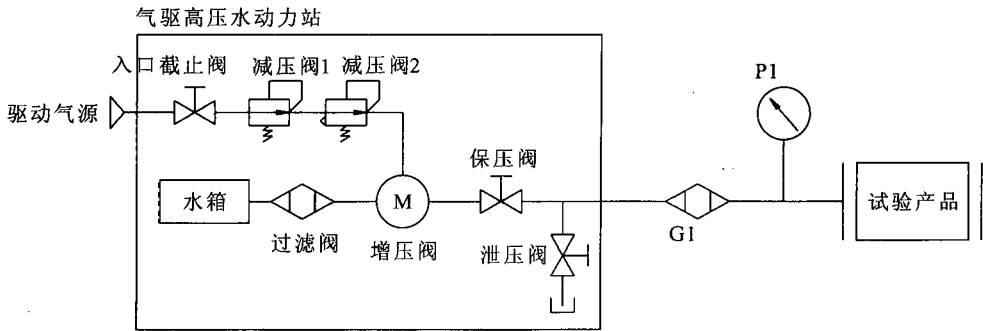 气驱高压水动力站
入口截止阀
减压阀1
减压阀2
P1
驱动气源
保压阀
水箱
M
试验产品
过滤阀
增压阀
泄压阀
G1